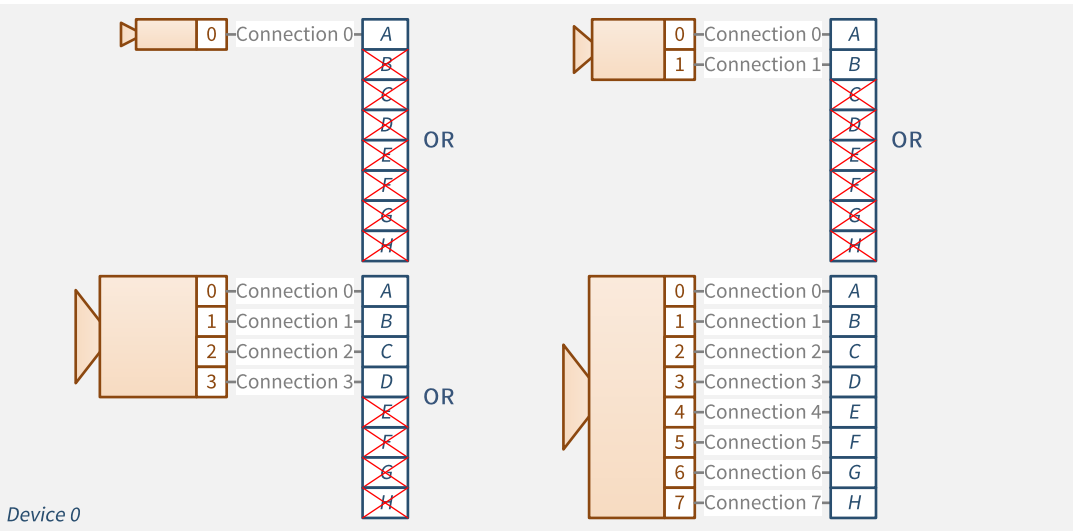 0 Connection 0 A
B
C
D
E
F
G
H
OR
0 Connection 0 A
1 Connection 1 B
C
D
E
F
G
H
OR
0 Connection 0 A
1 Connection 1 B
2 Connection 2 C
3 Connection 3 D
E
F
G
H
OR
0 Connection 0 A
1 Connection 1 B
2 Connection 2 C
3 Connection 3 D
4 Connection 4 E
5 Connection 5 F
6 Connection 6 G
7 Connection 7 H
Device 0